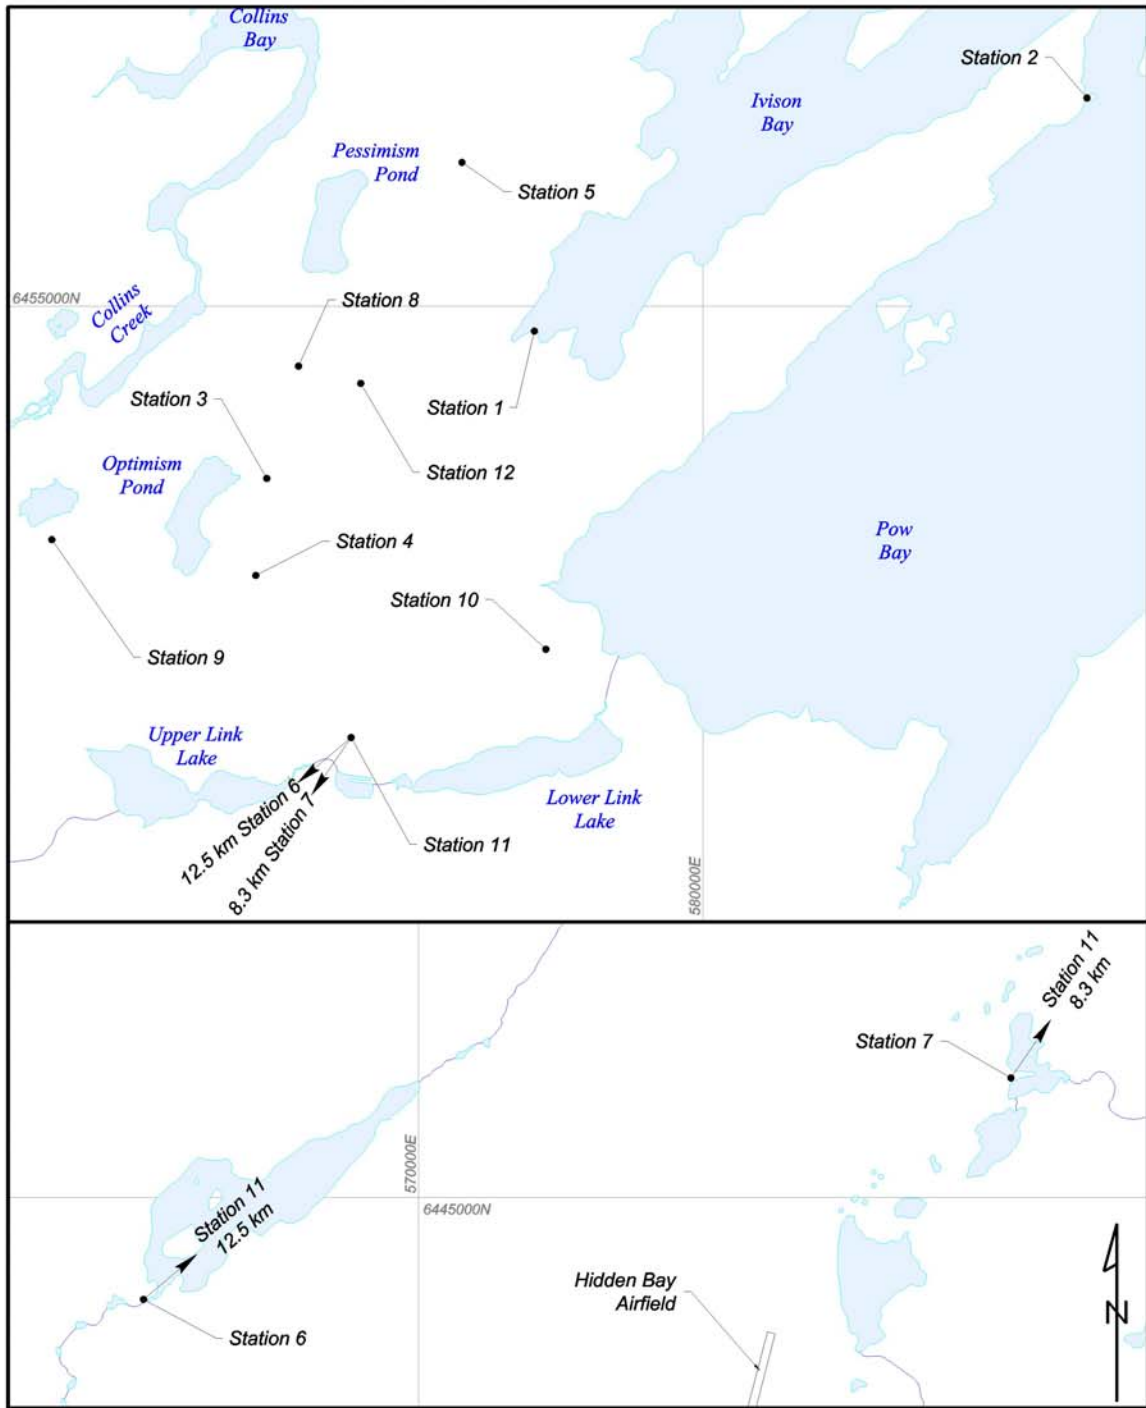 Collins
Bay
Station 2
Ivison
Bay
Pessimism
Pond
Station 5
6455000N
Collins
Creek
Station 8
Station 3
Station 1
Station 12
Optimism
Pond
Pow
Bay
Station 4
Station 10
Station 9
Upper Link
Lake
12.5 km Station 6
8.3 km Station 7
Lower Link
Lake
Station 11
580000E
Station 11
8.3 km
Station 7
570000E
6445000N
Station 11
12.5 km
Station 6
Hidden Bay
Airfield
N